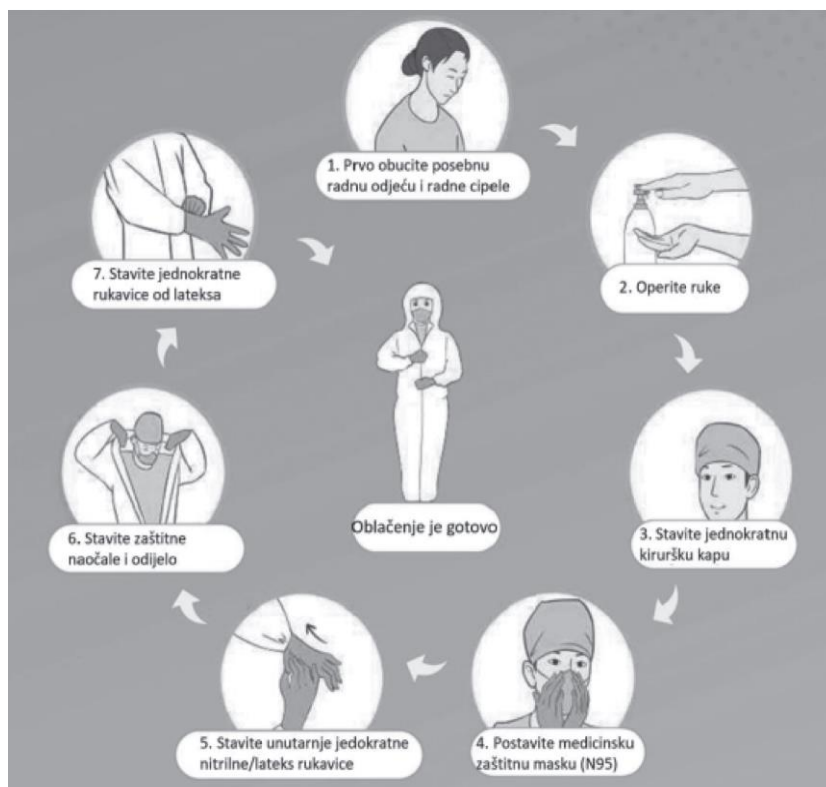 1. Prvo obucite posebnu
radnu odjeću i radne cipele
2. Operite ruke
3. Stavite jednokratnu
kiruršku kapu
4. Postavite medicinsku
zaštitnu masku (N95)
5. Stavite unutarnje jedokratne
nitrilne/lateks rukavice
6. Stavite zaštitne
naočale i odijelo
7. Stavite jednokratne
rukavice od lateksa
Oblačenje je gotovo